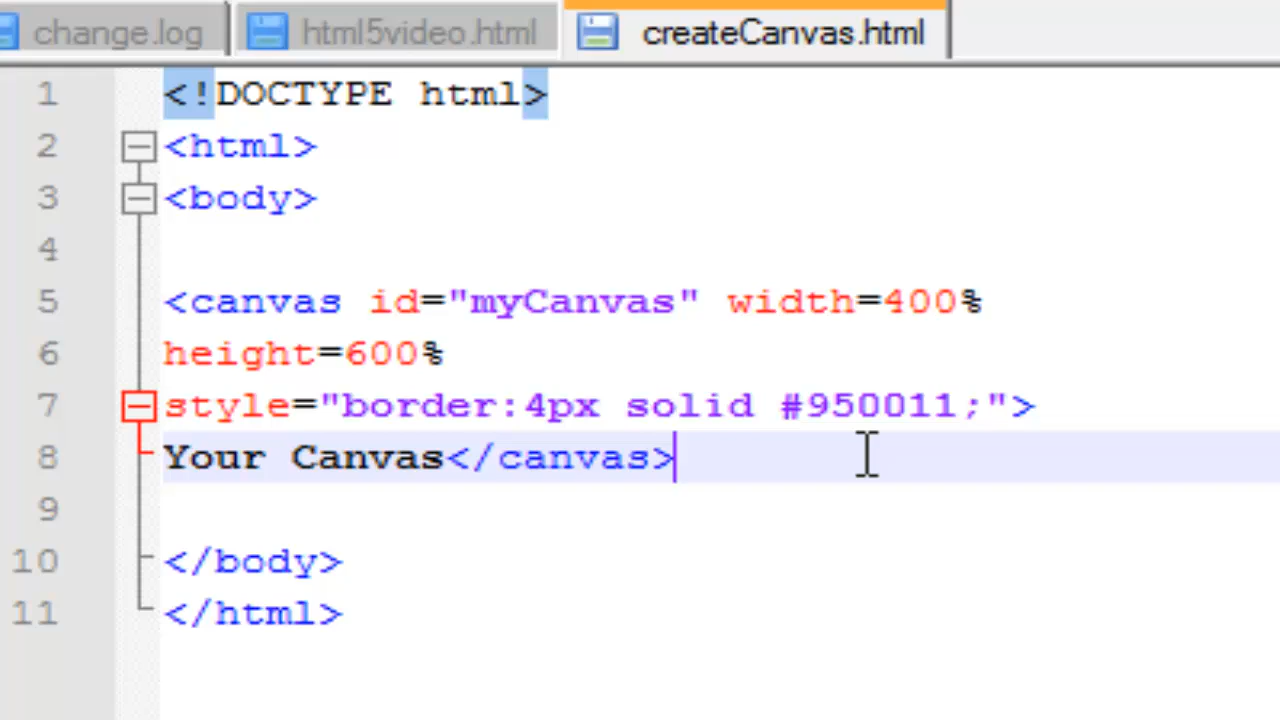 change.log html5video.html createCanvas.html
1 <!DOCTYPE html>
2 <html>
3 <body>
4
5 <canvas id="myCanvas" width=400%
6 height=600%
7 style="border:4px solid #950011;">
8 Your Canvas</canvas>
9
10 </body>
11 </html>